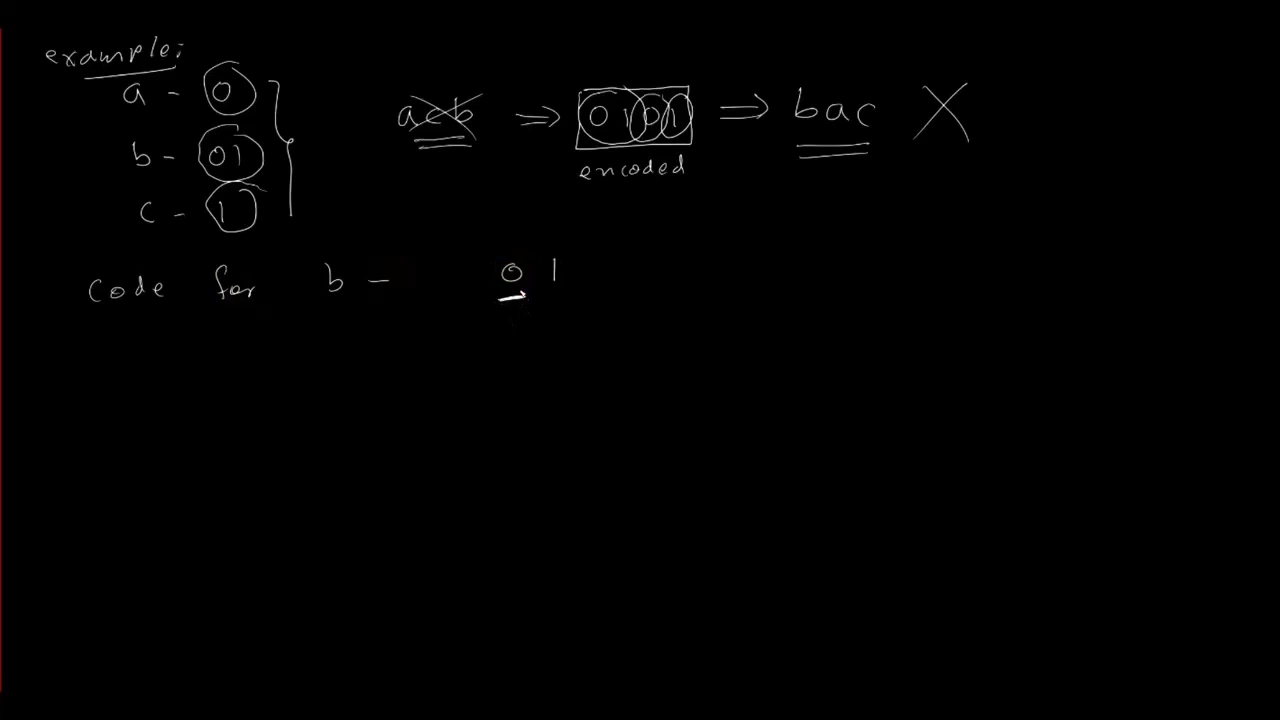 example:
a - 0
b - 01
c - 1
acb ⇒ 0101 ⇒ bac X
encoded
code for b - 01